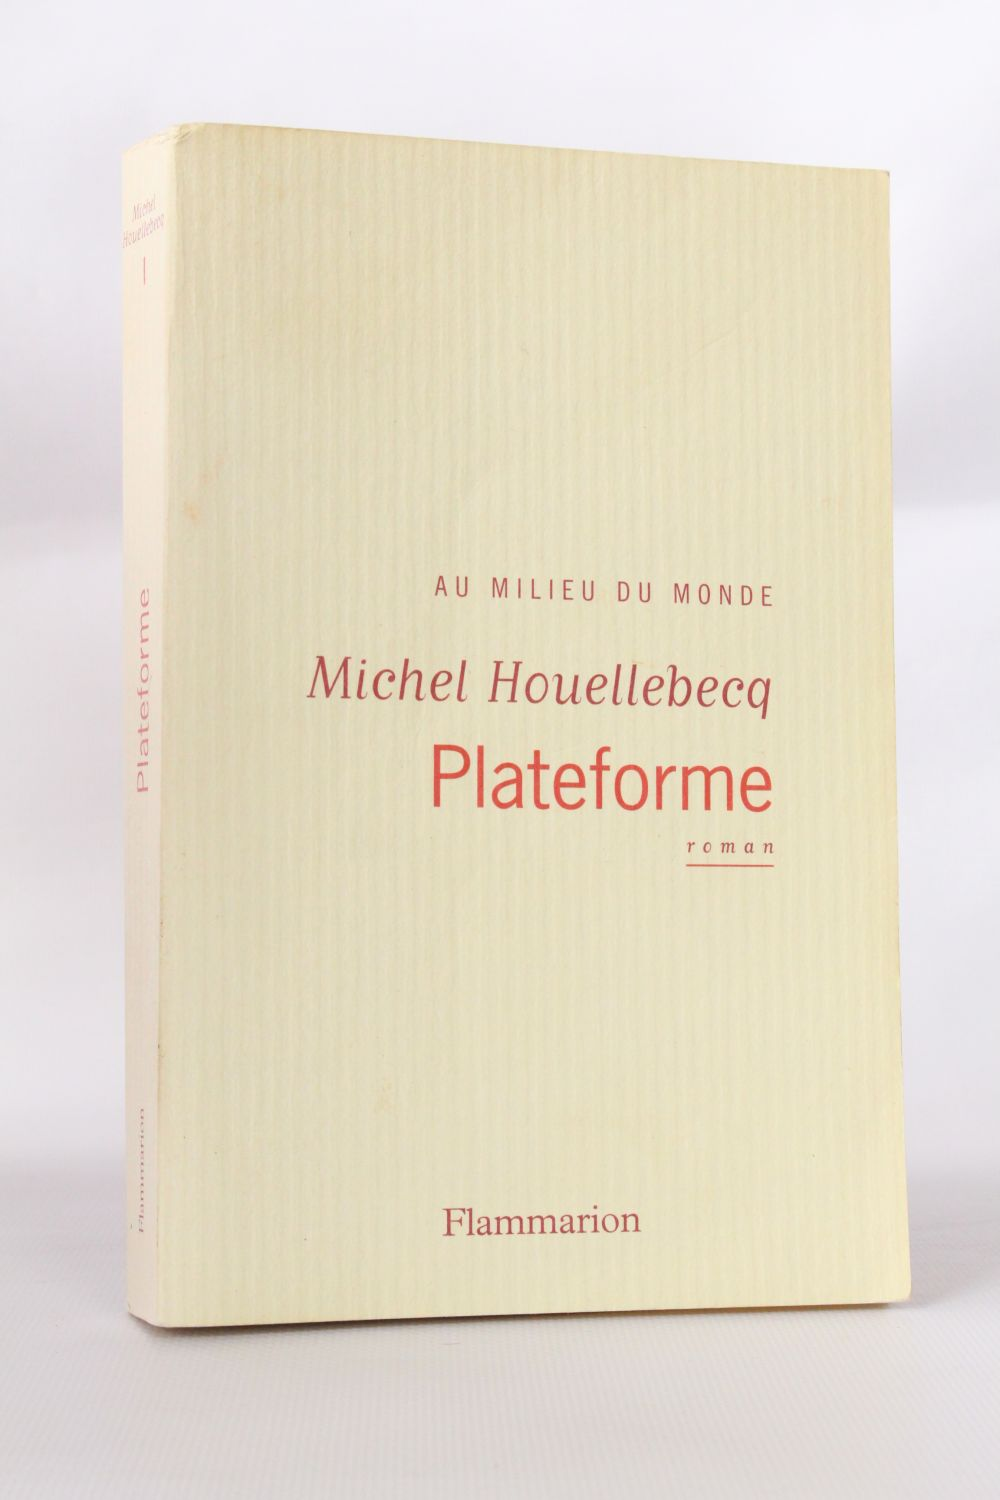 Michel
Houellebecq
Plateforme
Flammarion
AU MILIEU DU MONDE
Michel Houellebecq
Plateforme
roman
Flammarion